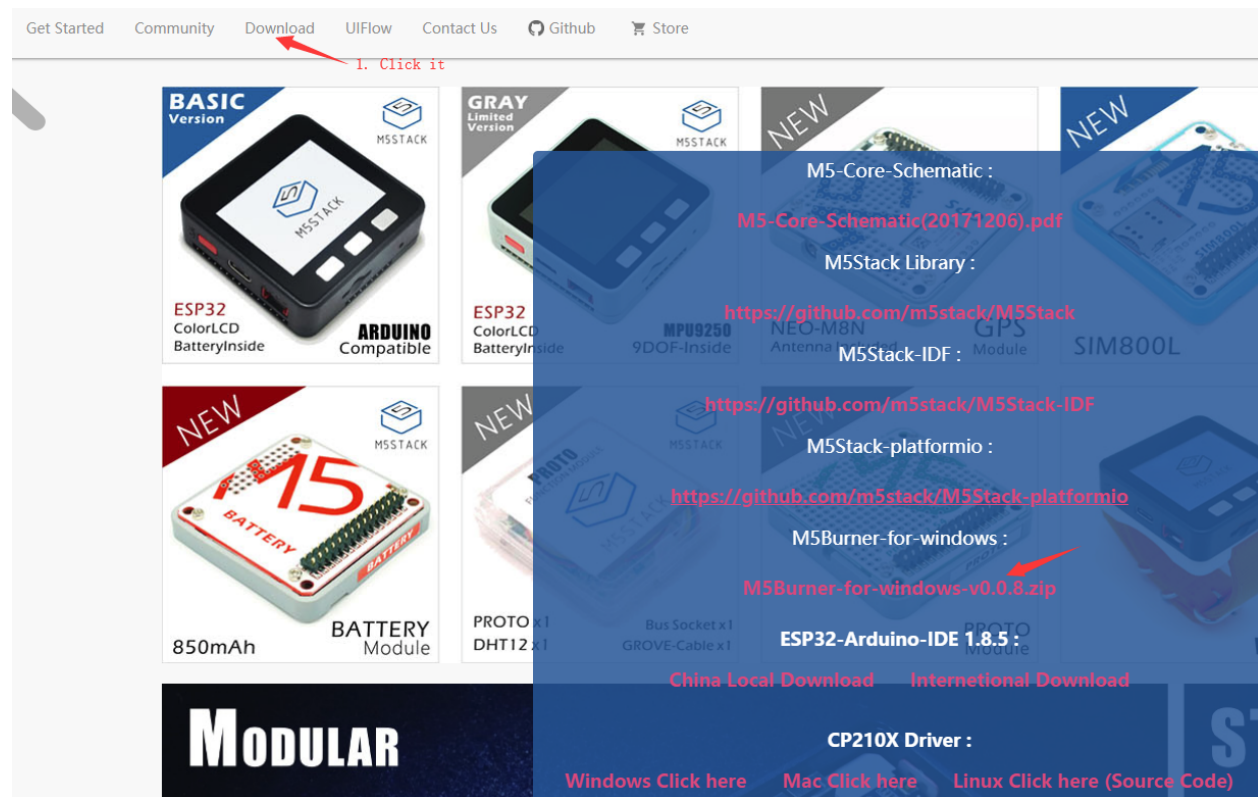 Get Started Community Download UIFlow Contact Us Github Store
1. Click it
BASIC
Version
M5STACK
M5STACK
ESP32
ColorLCD
BatteryInside
ARDUINO
Compatible
GRAY
Limited
Version
M5STACK
ESP32
ColorLCD
BatteryInside
MPU9250
9DOF-Inside
NEW
NEO-M8N
Antenna Included
GPS
Module
NEW
SIM800L
M5-Core-Schematic :
M5-Core-Schematic(20171206).pdf
M5Stack Library :
https://github.com/m5stack/M5Stack
M5Stack-IDF :
https://github.com/m5stack/M5Stack-IDF
M5Stack-platformio :
https://github.com/m5stack/M5Stack-platformio
M5Burner-for-windows :
M5Burner-for-windows-v0.0.8.zip
ESP32-Arduino-IDE 1.8.5 :
China Local Download Internetional Download
CP210X Driver :
Windows Click here Mac Click here Linux Click here (Source Code)
NEW
M5STACK
M5
BATTERY
BATTERY
850mAh
BATTERY
Module
NEW
M5STACK
PROTO
M5STACK
PROTO x1
DHT12 x1
Bus Socket x1
GROVE-Cable x1
NEW
PROTO
Module
MODULAR
ST